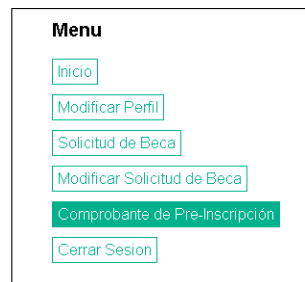 Menu
Inicio
Modificar Perfil
Solicitud de Beca
Modificar Solicitud de Beca
Comprobante de Pre-Inscripción
Cerrar Sesion